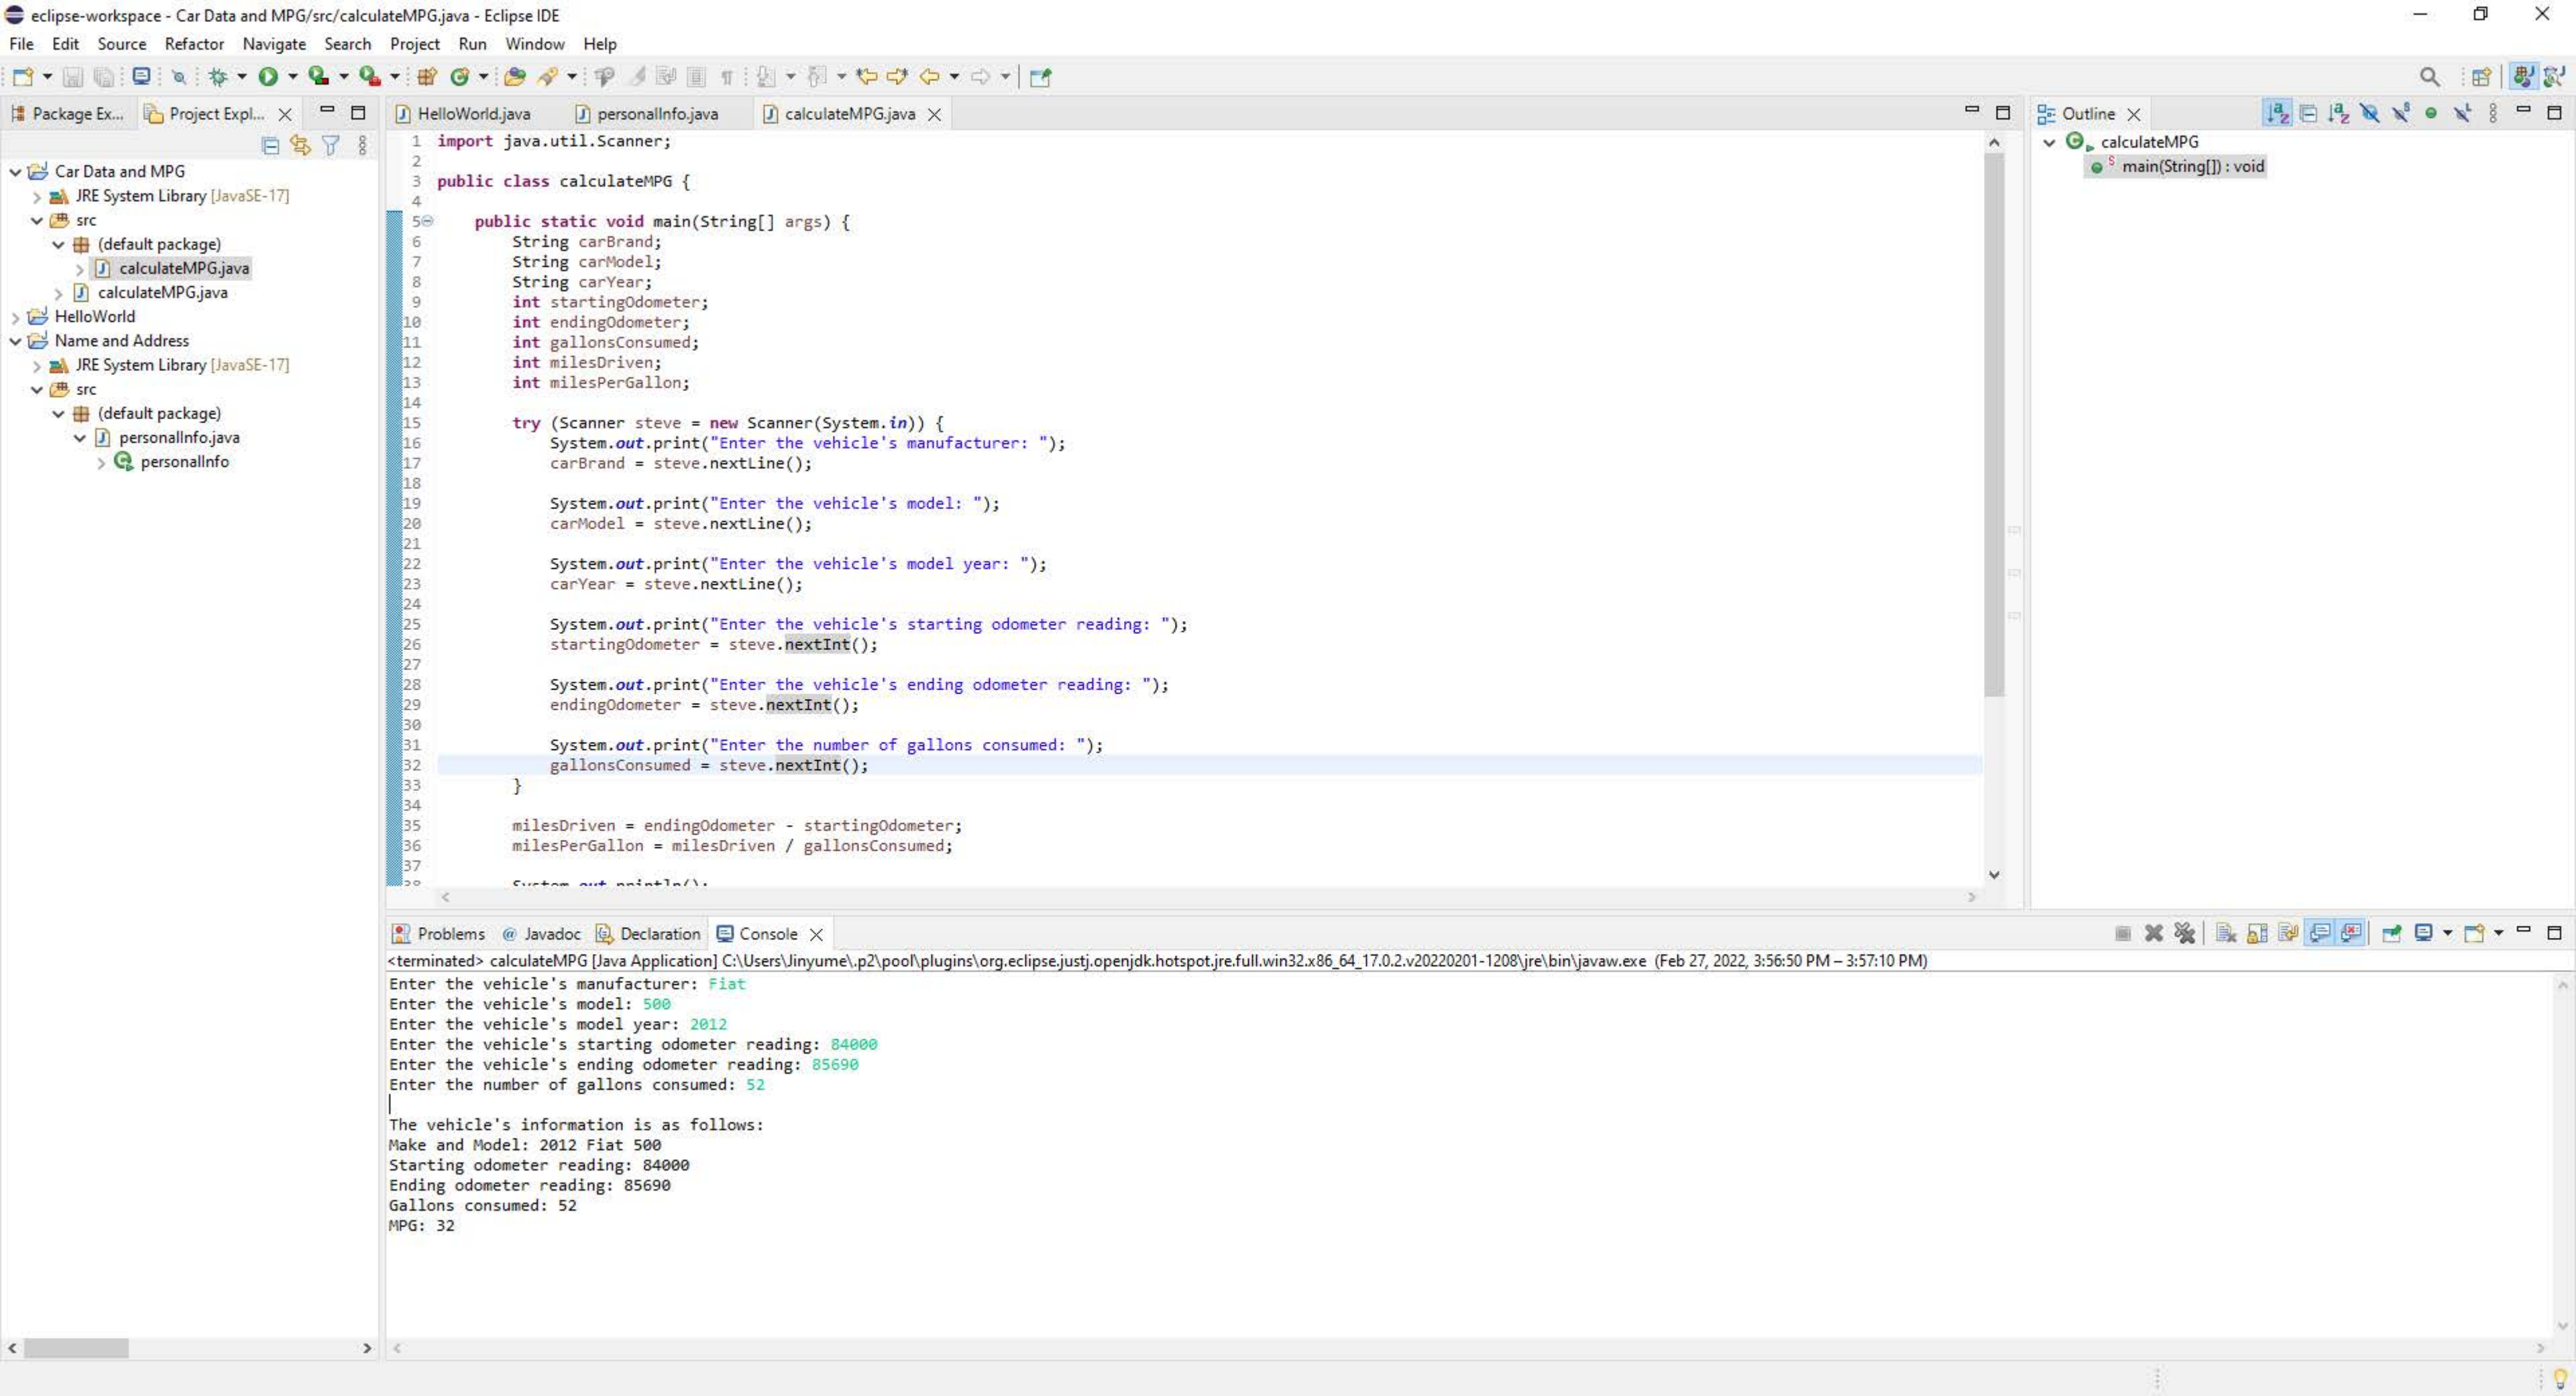 eclipse-workspace - Car Data and MPG/src/calculateMPG.java - Eclipse IDE
File Edit Source Refactor Navigate Search Project Run Window Help
Package Ex... Project Expl...
Car Data and MPG
JRE System Library [JavaSE-17]
src
(default package)
calculateMPG.java
calculateMPG.java
HelloWorld
Name and Address
JRE System Library [JavaSE-17]
src
(default package)
personalInfo.java
personalInfo
HelloWorld.java personalInfo.java calculateMPG.java
1 import java.util.Scanner;
2
3 public class calculateMPG {
4
5 public static void main(String[] args) {
6 String carBrand;
7 String carModel;
8 String carYear;
9 int startingOdometer;
10 int endingOdometer;
11 int gallonsConsumed;
12 int milesDriven;
13 int milesPerGallon;
14
15 try (Scanner steve = new Scanner(System.in)) {
16 System.out.print("Enter the vehicle's manufacturer: ");
17 carBrand = steve.nextLine();
18
19 System.out.print("Enter the vehicle's model: ");
20 carModel = steve.nextLine();
21
22 System.out.print("Enter the vehicle's model year: ");
23 carYear = steve.nextLine();
24
25 System.out.print("Enter the vehicle's starting odometer reading: ");
26 startingOdometer = steve.nextInt();
27
28 System.out.print("Enter the vehicle's ending odometer reading: ");
29 endingOdometer = steve.nextInt();
30
31 System.out.print("Enter the number of gallons consumed: ");
32 gallonsConsumed = steve.nextInt();
33 }
34
35 milesDriven = endingOdometer - startingOdometer;
36 milesPerGallon = milesDriven / gallonsConsumed;
37
38 System.out.println();
Outline
calculateMPG
main(String[]) : void
Problems @ Javadoc Declaration Console
<terminated> calculateMPG [Java Application] C:\Users\Jinyume\.p2\pool\plugins\org.eclipse.justj.openjdk.hotspot.jre.full.win32.x86_64_17.0.2.v20220201-1208\jre\bin\javaw.exe (Feb 27, 2022, 3:56:50 PM – 3:57:10 PM)
Enter the vehicle's manufacturer: Fiat
Enter the vehicle's model: 500
Enter the vehicle's model year: 2012
Enter the vehicle's starting odometer reading: 84000
Enter the vehicle's ending odometer reading: 85690
Enter the number of gallons consumed: 52
The vehicle's information is as follows:
Make and Model: 2012 Fiat 500
Starting odometer reading: 84000
Ending odometer reading: 85690
Gallons consumed: 52
MPG: 32